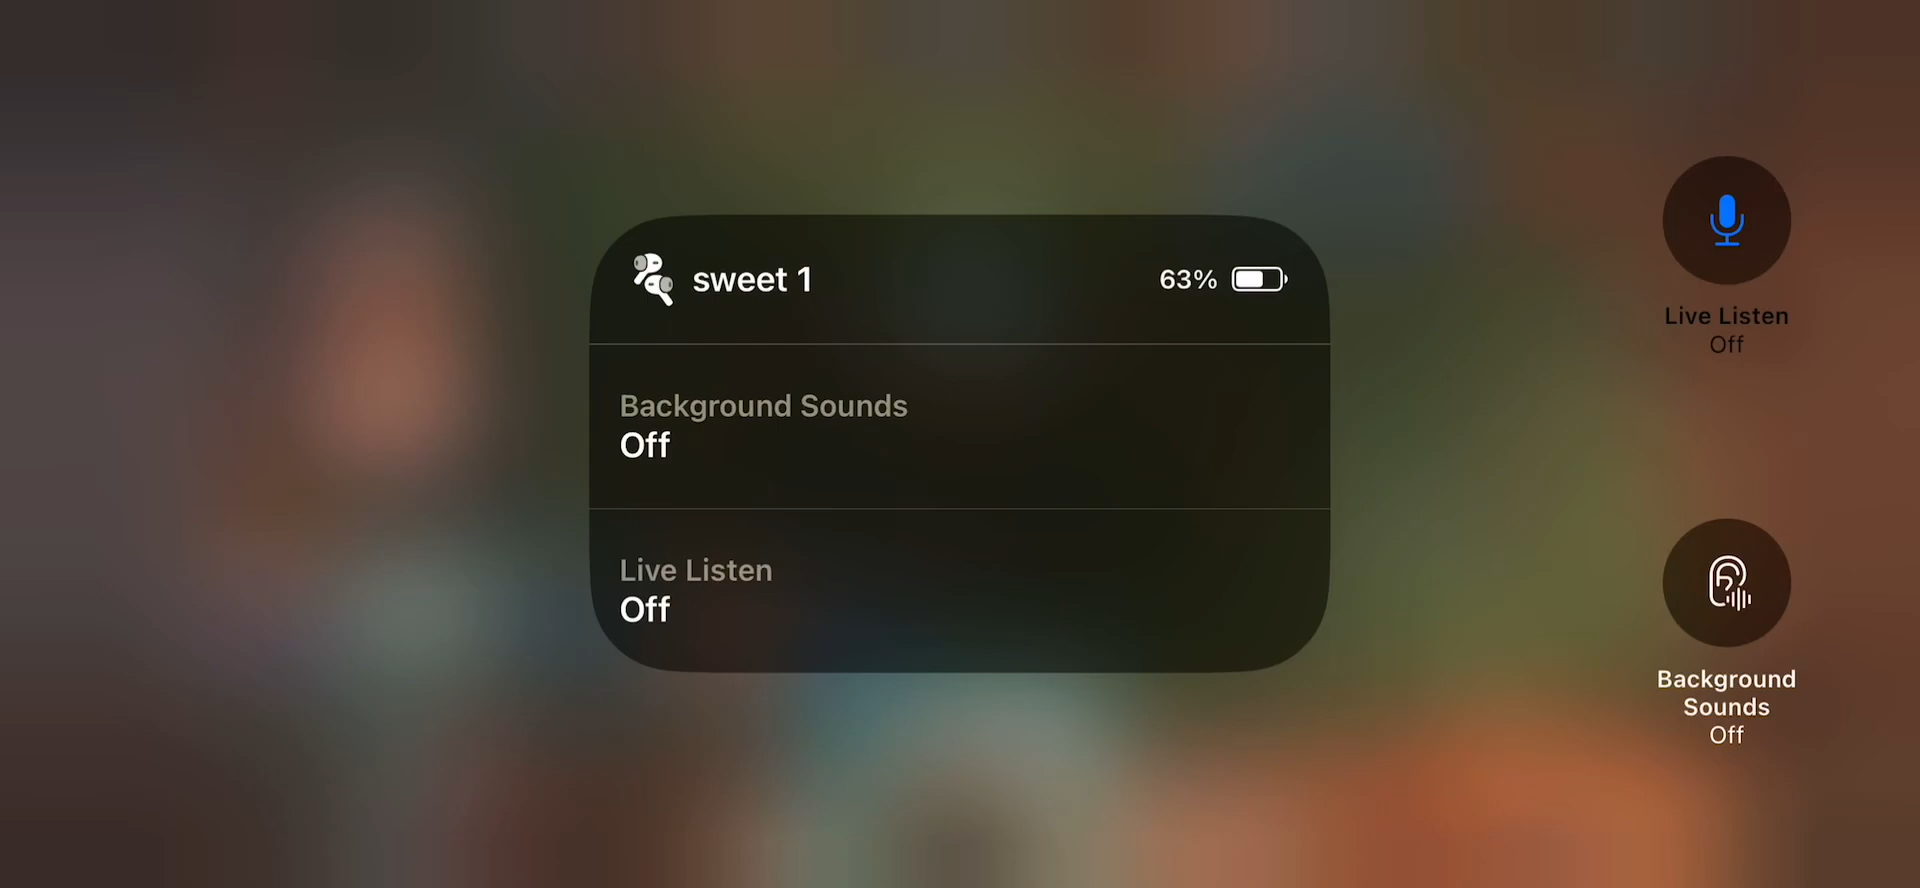 sweet 1
63%
Background Sounds
Off
Live Listen
Off
Live Listen
Off
Background
Sounds
Off